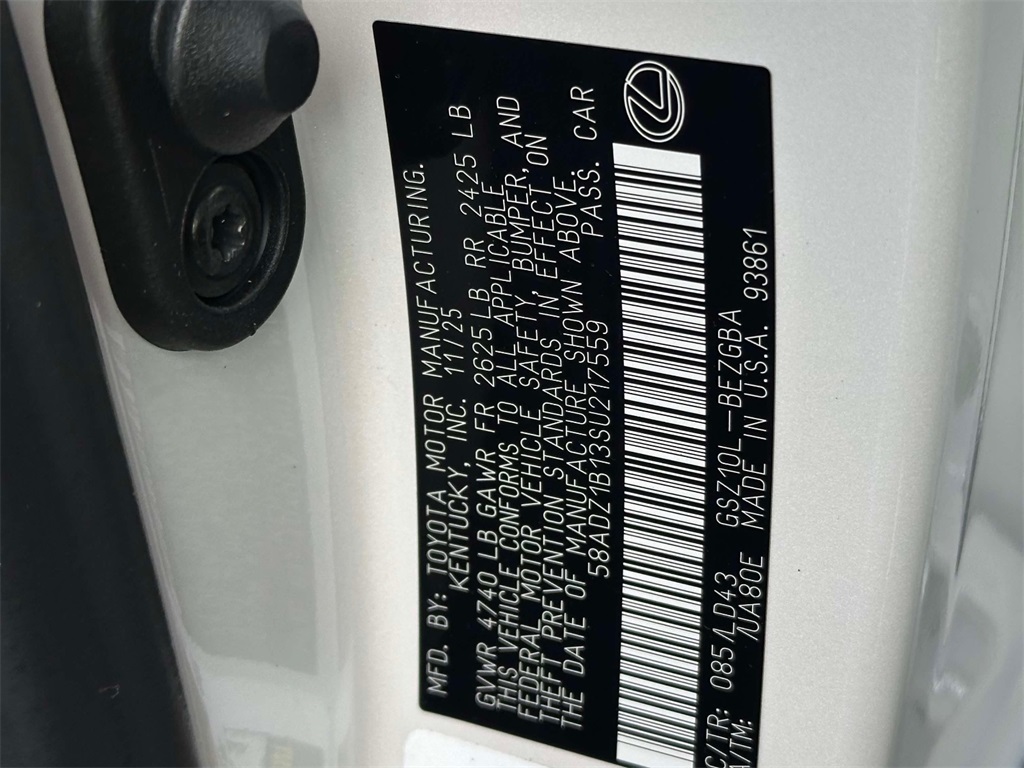 MFD. BY: TOYOTA MOTOR MANUFACTURING.
KENTUCKY, INC. 11/25
GVWR 4740 LB GAWR FR 2625 LB RR 2425 LB
THIS VEHICLE CONFORMS TO ALL APPLICABLE
FEDERAL MOTOR VEHICLE SAFETY, BUMPER, AND
THEFT PREVENTION STANDARDS IN EFFECT ON
THE DATE OF MANUFACTURE SHOWN ABOVE.
58ADZ1B13SU217559 PASS. CAR
C/TR: 085/LD43 GSZ10L-BEZGBA 93861
A/TM: /UA80E MADE IN U.S.A.